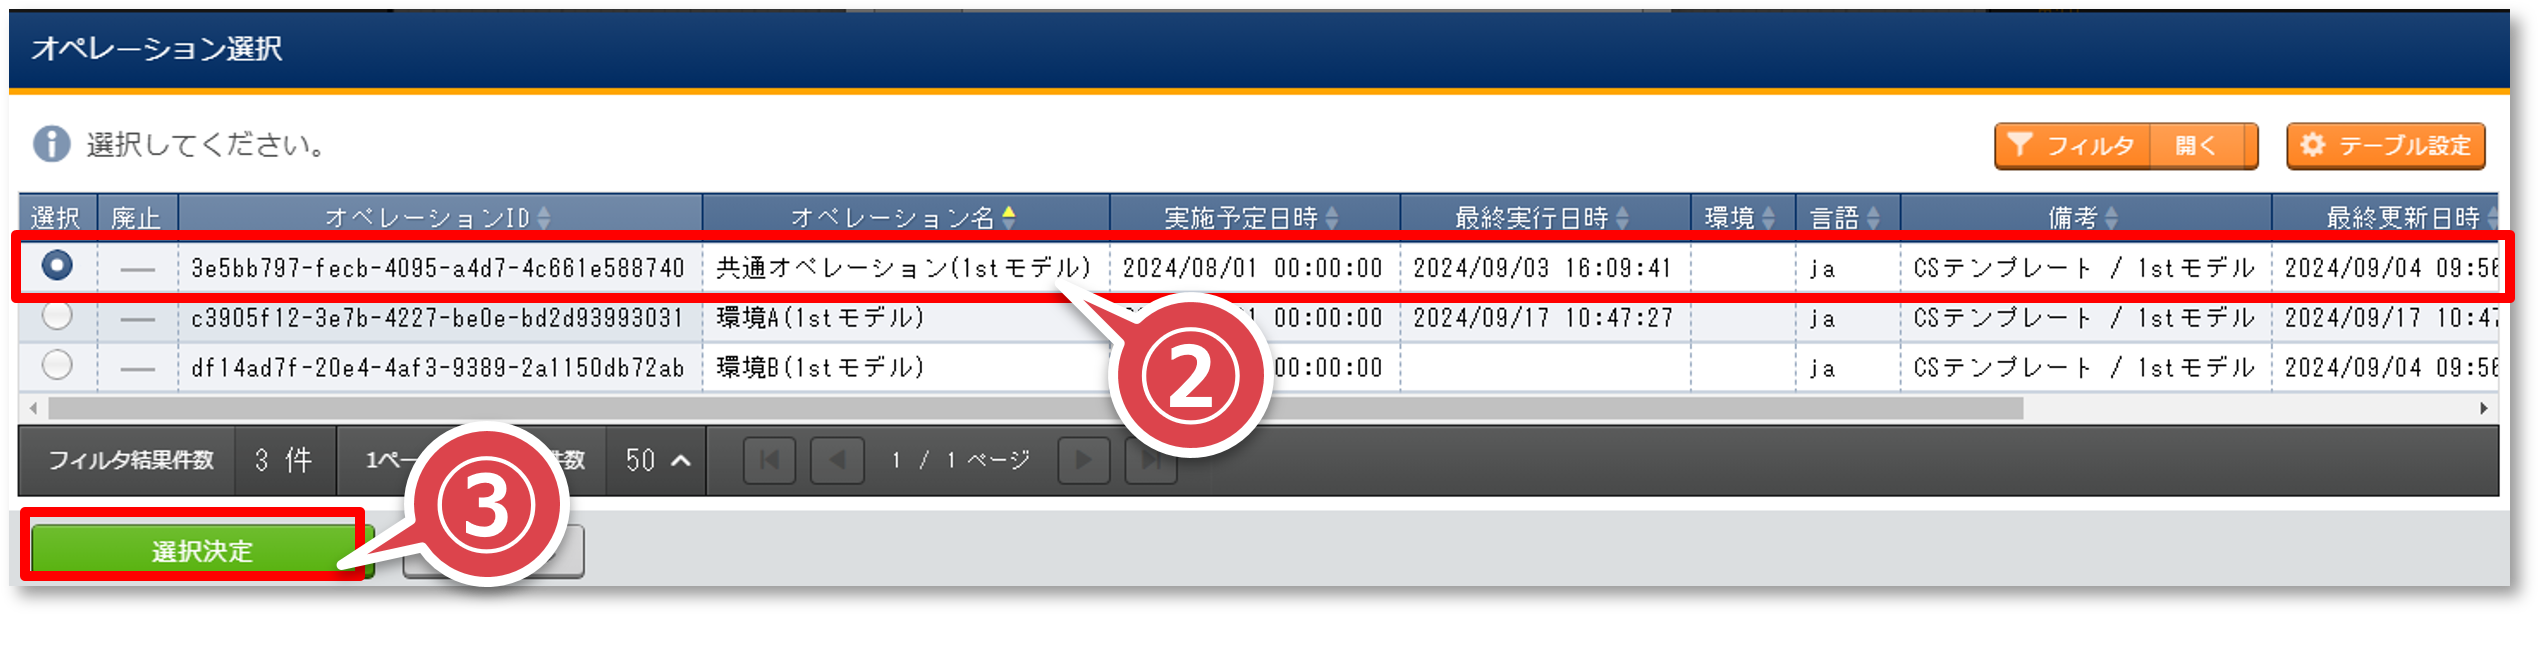 オペレーション選択
選択してください。
フィルタ 開く テーブル設定
選択 廃止 オペレーションID オペレーション名 実施予定日時 最終実行日時 環境 言語 備考 最終更新日時
3e5bb797-fecb-4095-a4d7-4c661e588740 共通オペレーション(1stモデル) 2024/08/01 00:00:00 2024/09/03 16:09:41 ja CSテンプレート / 1stモデル 2024/09/04 09:56
c3905f12-3e7b-4227-be0e-bd2d93993031 環境A(1stモデル) 00:00:00 2024/09/17 10:47:27 ja CSテンプレート / 1stモデル 2024/09/17 10:47
df14ad7f-20e4-4af3-9389-2a1150db72ab 環境B(1stモデル) 00:00:00 ja CSテンプレート / 1stモデル 2024/09/04 09:56
②
フィルタ結果件数 3 件 1ペー 件数 50 1 / 1 ページ
③
選択決定